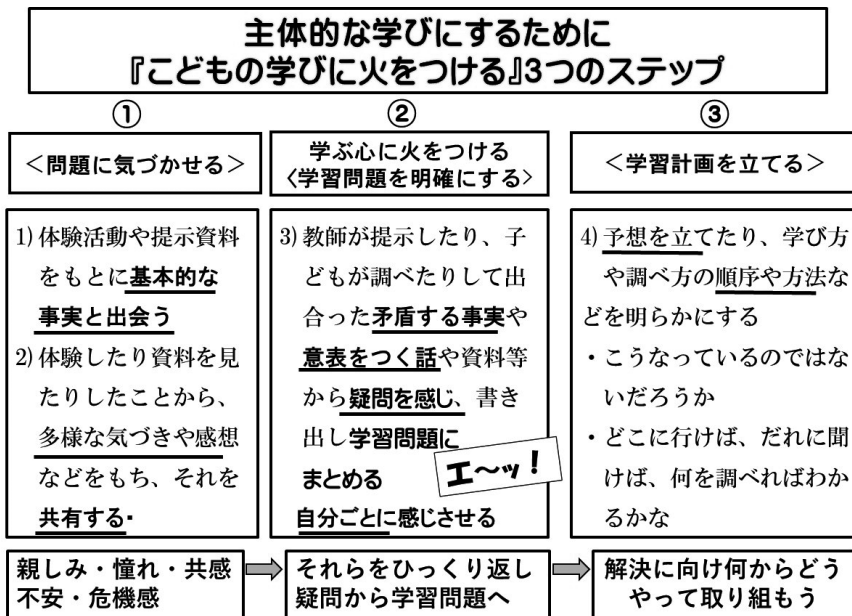 主体的な学びにするために
『こどもの学びに火をつける』3つのステップ
①
<問題に気づかせる>
1) 体験活動や提示資料
をもとに基本的な
事実と出会う
2) 体験したり資料を見
たりしたことから、
多様な気づきや感想
などをもち、それを
共有する・
親しみ・憧れ・共感
不安・危機感
②
学ぶ心に火をつける
〈学習問題を明確にする〉
3) 教師が提示したり、子
どもが調べたりして出
合った矛盾する事実や
意表をつく話や資料等
から疑問を感じ、書き
出し学習問題に
まとめる
エ〜ッ!
自分ごとに感じさせる
それらをひっくり返し
疑問から学習問題へ
③
<学習計画を立てる>
4) 予想を立てたり、学び方
や調べ方の順序や方法な
どを明らかにする
・こうなっているのではな
いだろうか
・どこに行けば、だれに聞
けば、何を調べればわか
るかな
解決に向け何からどう
やって取り組もう